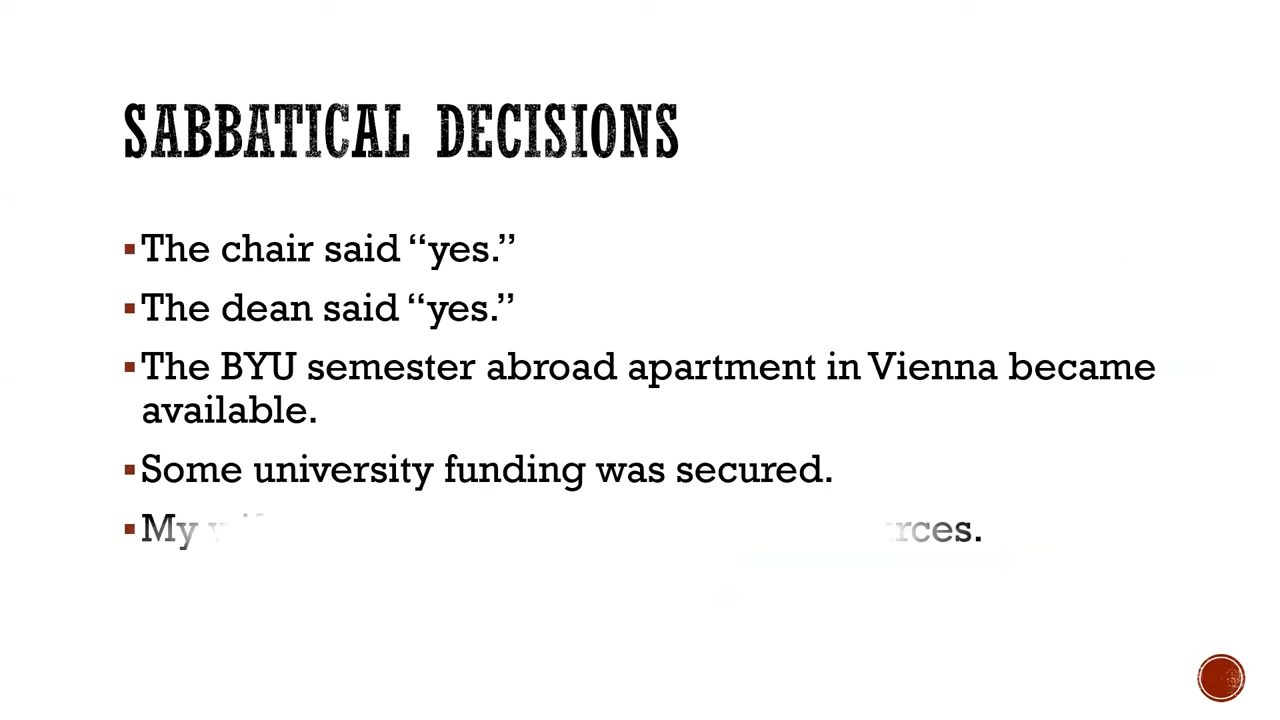 SABBATICAL DECISIONS
The chair said “yes.”
The dean said “yes.”
The BYU semester abroad apartment in Vienna became
available.
Some university funding was secured.
My